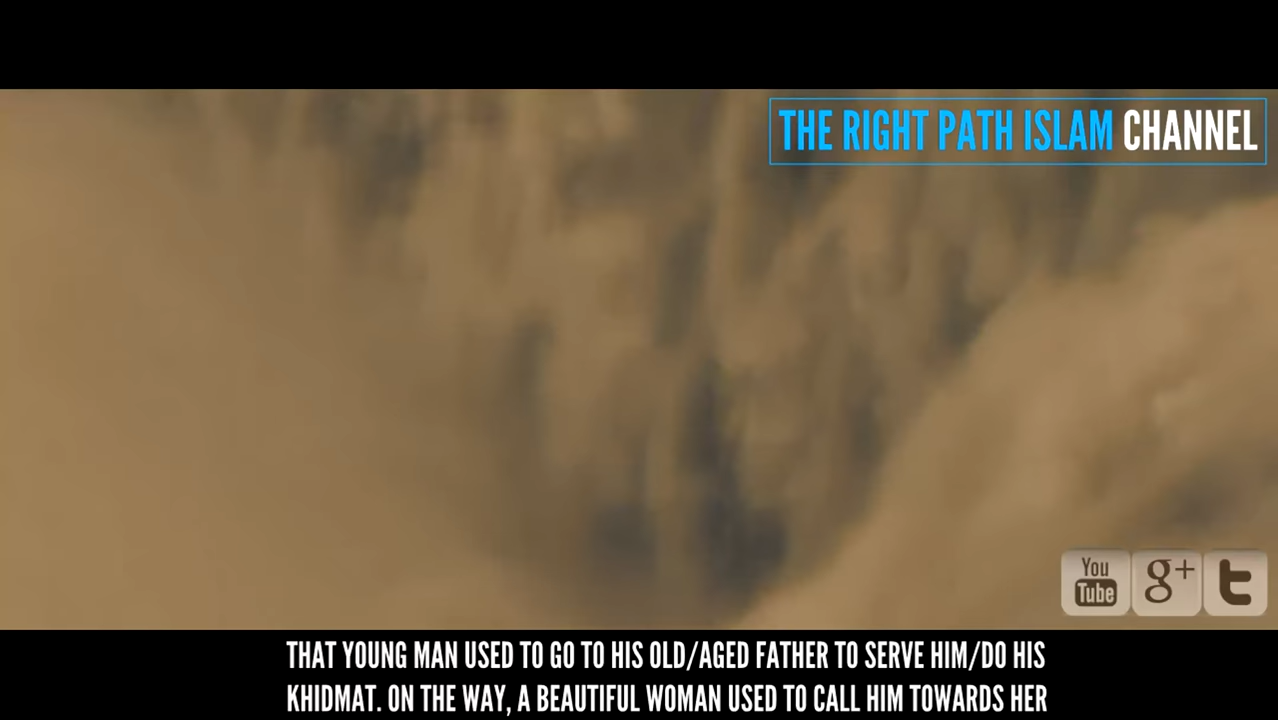 THE RIGHT PATH ISLAM CHANNEL
You
Tube
g+
t
THAT YOUNG MAN USED TO GO TO HIS OLD/AGED FATHER TO SERVE HIM/DO HIS
KHIDMAT. ON THE WAY, A BEAUTIFUL WOMAN USED TO CALL HIM TOWARDS HER